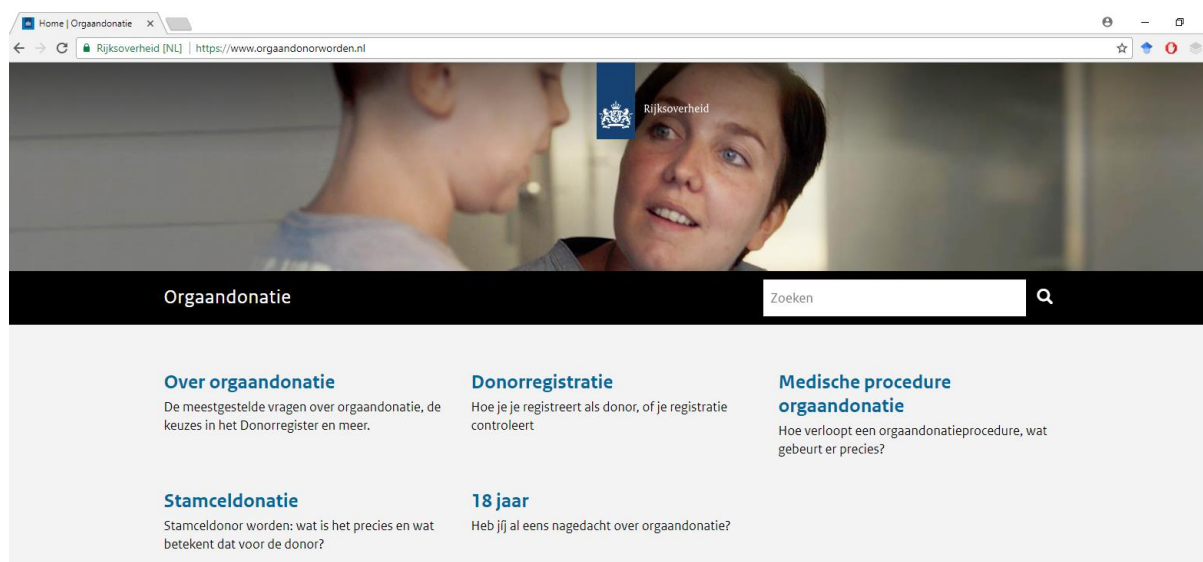 Home | Orgaandonatie
Rijksoverheid [NL] | https://www.orgaandonorworden.nl
Rijksoverheid
Orgaandonatie
Zoeken
Over orgaandonatie
De meestgestelde vragen over orgaandonatie, de
keuzes in het Donorregister en meer.
Donorregistratie
Hoe je je registreert als donor, of je registratie
controleert
Medische procedure
orgaandonatie
Hoe verloopt een orgaandonatieprocedure, wat
gebeurt er precies?
Stamceldonatie
Stamceldonor worden: wat is het precies en wat
betekent dat voor de donor?
18 jaar
Heb jíj al eens nagedacht over orgaandonatie?